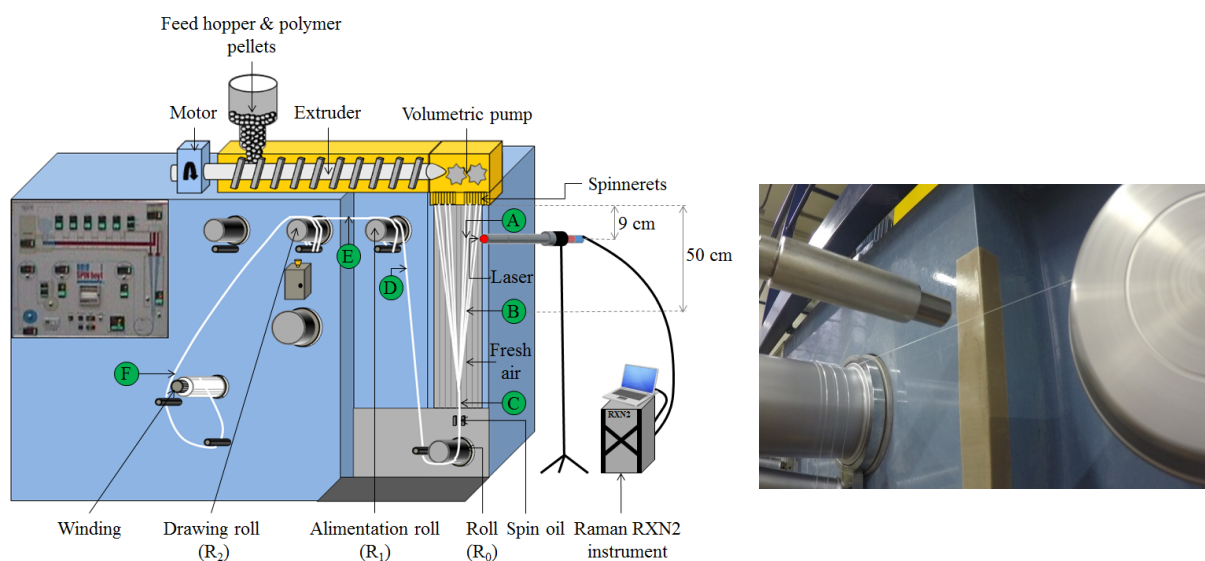 Feed hopper & polymer
pellets
Motor
Extruder
Volumetric pump
Spinnerets
A
9 cm
E
50 cm
D
Laser
B
Fresh
air
F
C
RXN2
Winding
Drawing roll
(R₂)
Alimentation roll
(R₁)
Roll
(R₀)
Spin oil
Raman RXN2
instrument